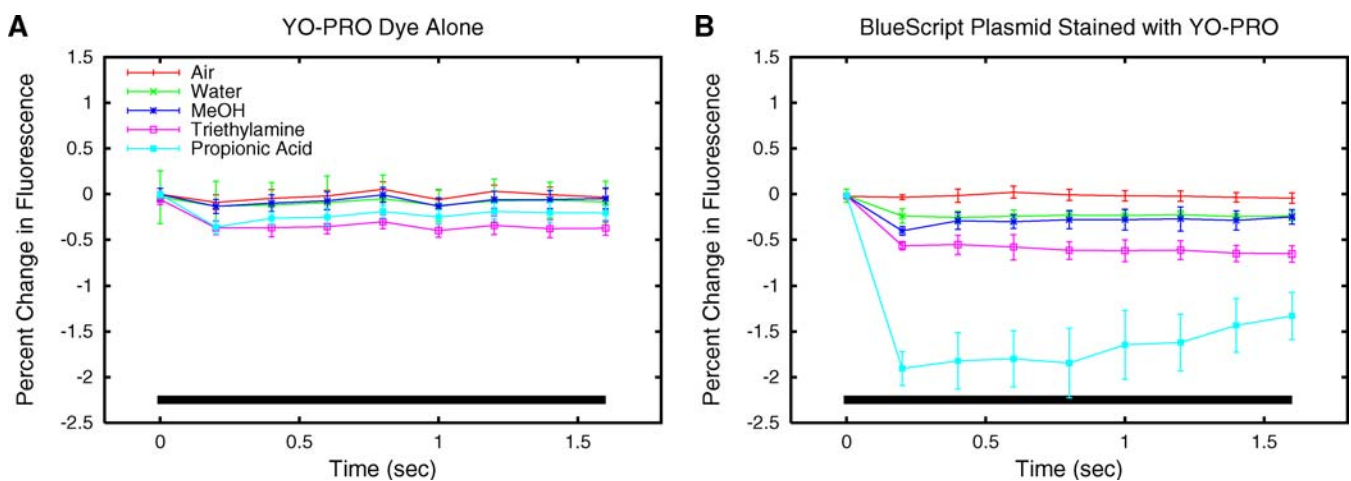 A
YO-PRO Dye Alone
Percent Change in Fluorescence
1.5
1
0.5
0
-0.5
-1
-1.5
-2
-2.5
Air
Water
MeOH
Triethylamine
Propionic Acid
0
0.5
1
1.5
Time (sec)
B
BlueScript Plasmid Stained with YO-PRO
Percent Change in Fluorescence
1.5
1
0.5
0
-0.5
-1
-1.5
-2
-2.5
0
0.5
1
1.5
Time (sec)